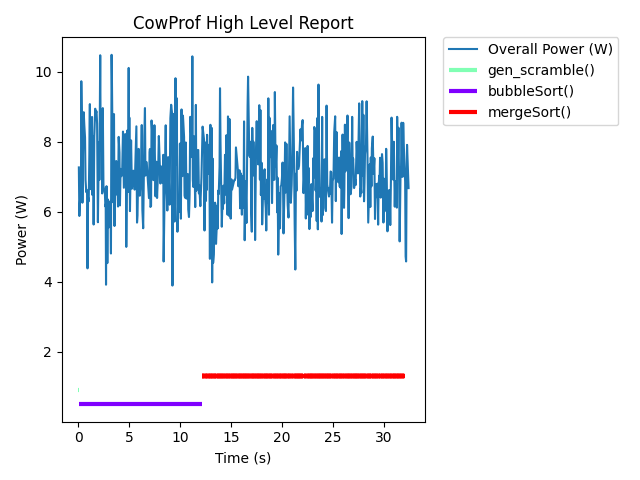 CowProf High Level Report
Overall Power (W)
gen_scramble()
bubbleSort()
mergeSort()
Power (W)
10
8
6
4
2
0
5
10
15
20
25
30
Time (s)